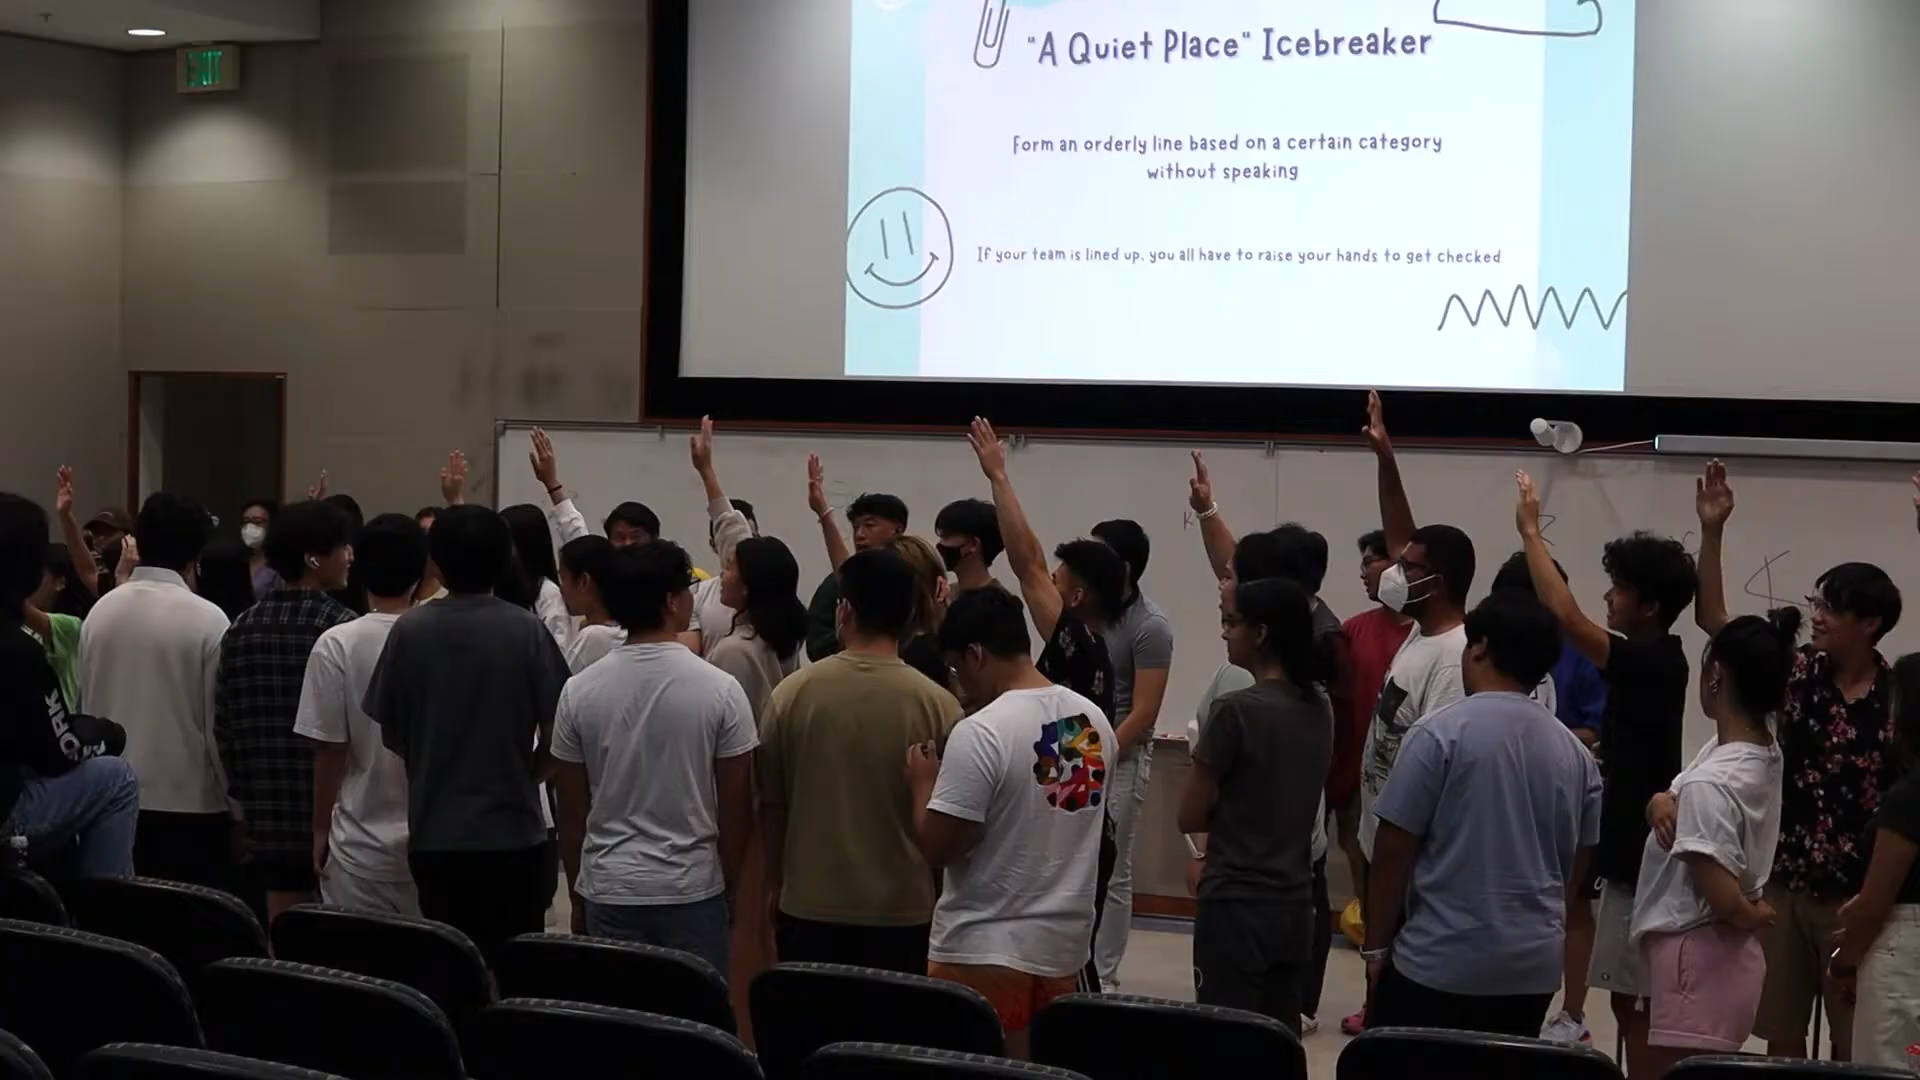 EXIT
"A Quiet Place" Icebreaker
Form an orderly line based on a certain category
without speaking
If your team is lined up, you all have to raise your hands to get checked
ORK
K